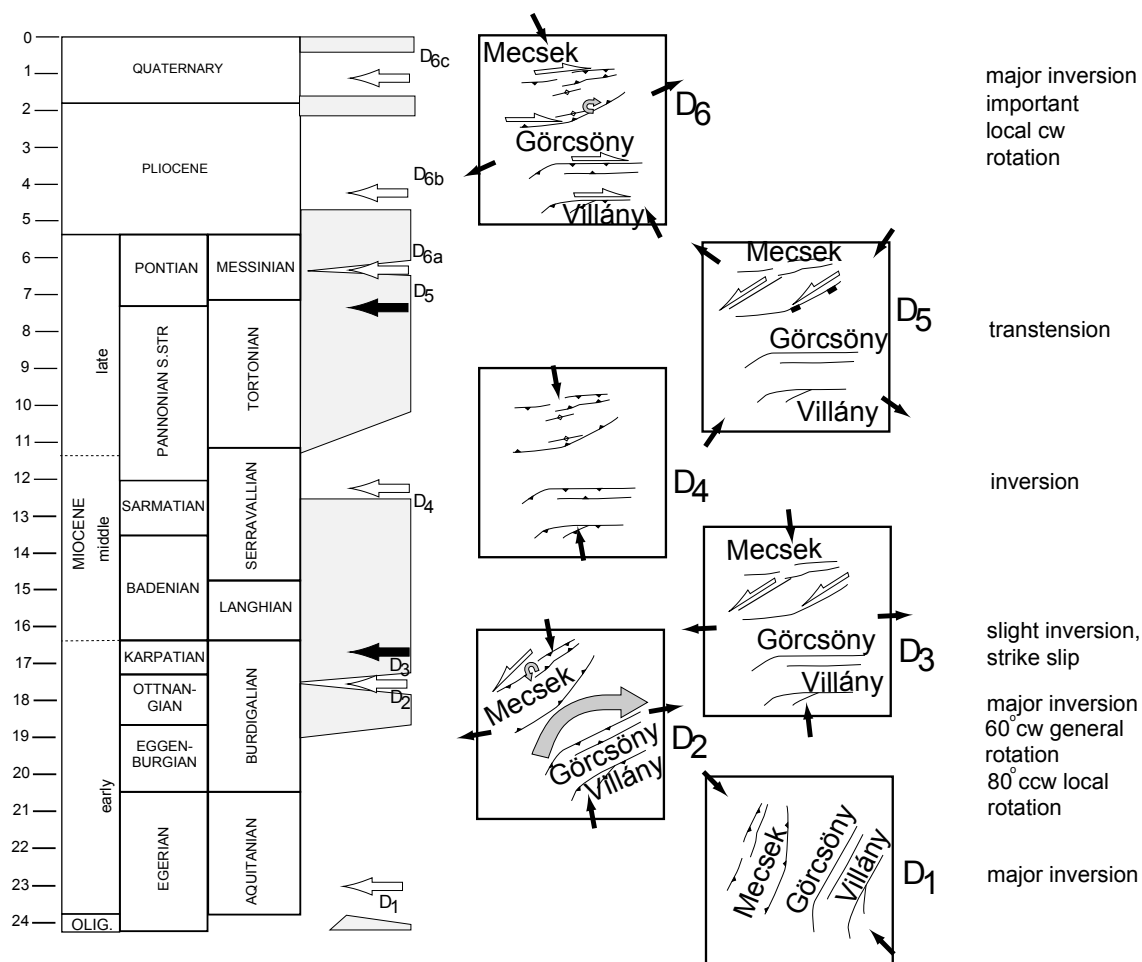 0
1
2
3
4
5
6
7
8
9
10
11
12
13
14
15
16
17
18
19
20
21
22
23
24
QUATERNARY
PLIOCENE
MIOCENE
late
middle
early
OLIG.
PONTIAN
PANNONIAN S.STR
SARMATIAN
BADENIAN
KARPATIAN
OTTNAN-
GIAN
EGGEN-
BURGIAN
EGERIAN
MESSINIAN
TORTONIAN
SERRAVALLIAN
LANGHIAN
BURDIGALIAN
AQUITANIAN
D6c
D6b
D6a
D5
D4
D3
D2
D1
Mecsek
Görcsöny
Villány
D6
major inversion
important
local cw
rotation
Mecsek
Görcsöny
Villány
D5
transtension
D4
inversion
Mecsek
Görcsöny
Villány
D3
slight inversion,
strike slip
Mecsek
Görcsöny
Villány
D2
major inversion
60°cw general
rotation
80°ccw local
rotation
Mecsek
Görcsöny
Villány
D1
major inversion